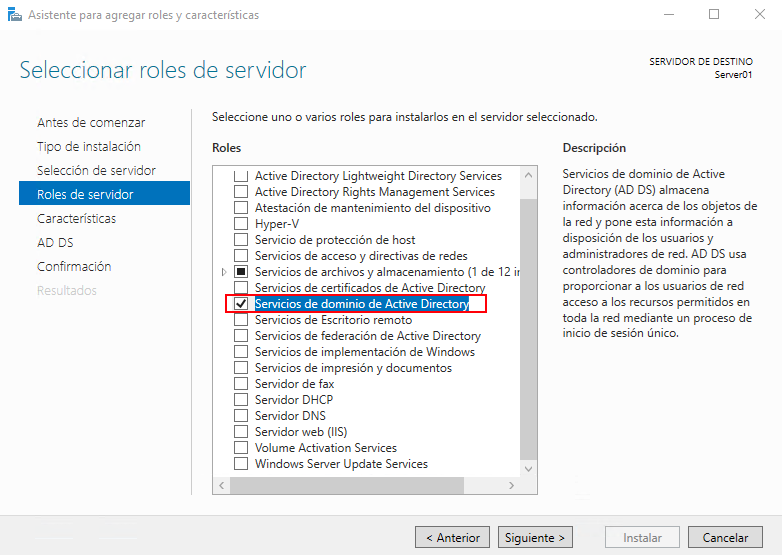 Asistente para agregar roles y características
Seleccionar roles de servidor
SERVIDOR DE DESTINO
Server01
Antes de comenzar
Tipo de instalación
Selección de servidor
Roles de servidor
Características
AD DS
Confirmación
Resultados
Seleccione uno o varios roles para instalarlos en el servidor seleccionado.
Roles
Active Directory Lightweight Directory Services
Active Directory Rights Management Services
Atestación de mantenimiento del dispositivo
Hyper-V
Servicio de protección de host
Servicios de acceso y directivas de redes
Servicios de archivos y almacenamiento (1 de 12 in
Servicios de certificados de Active Directory
Servicios de dominio de Active Directory
Servicios de Escritorio remoto
Servicios de federación de Active Directory
Servicios de implementación de Windows
Servicios de impresión y documentos
Servidor de fax
Servidor DHCP
Servidor DNS
Servidor web (IIS)
Volume Activation Services
Windows Server Update Services
Descripción
Servicios de dominio de Active
Directory (AD DS) almacena
información acerca de los objetos de
la red y pone esta información a
disposición de los usuarios y
administradores de red. AD DS usa
controladores de dominio para
proporcionar a los usuarios de red
acceso a los recursos permitidos en
toda la red mediante un proceso de
inicio de sesión único.
< Anterior
Siguiente >
Instalar
Cancelar